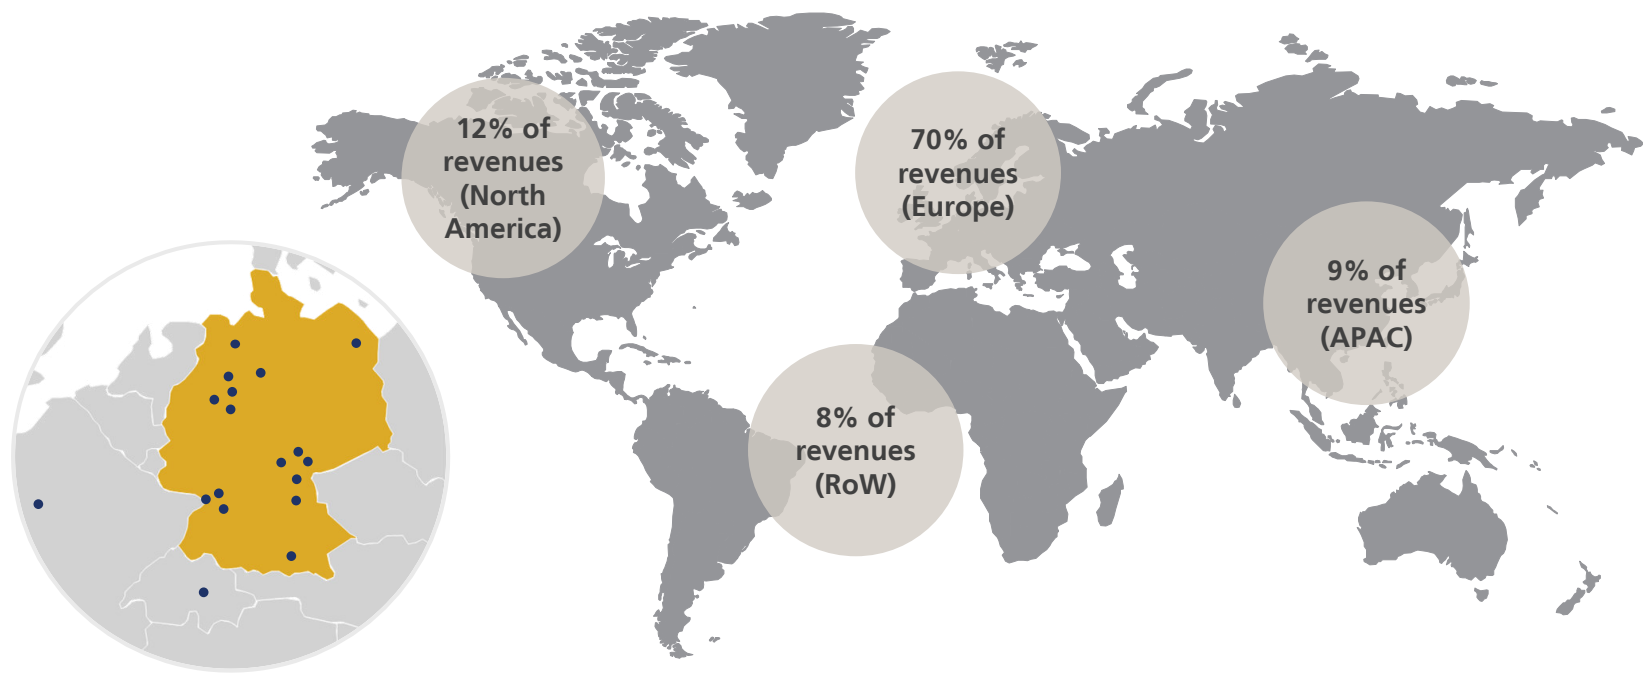 12% of
revenues
(North
America)
70% of
revenues
(Europe)
9% of
revenues
(APAC)
8% of
revenues
(RoW)